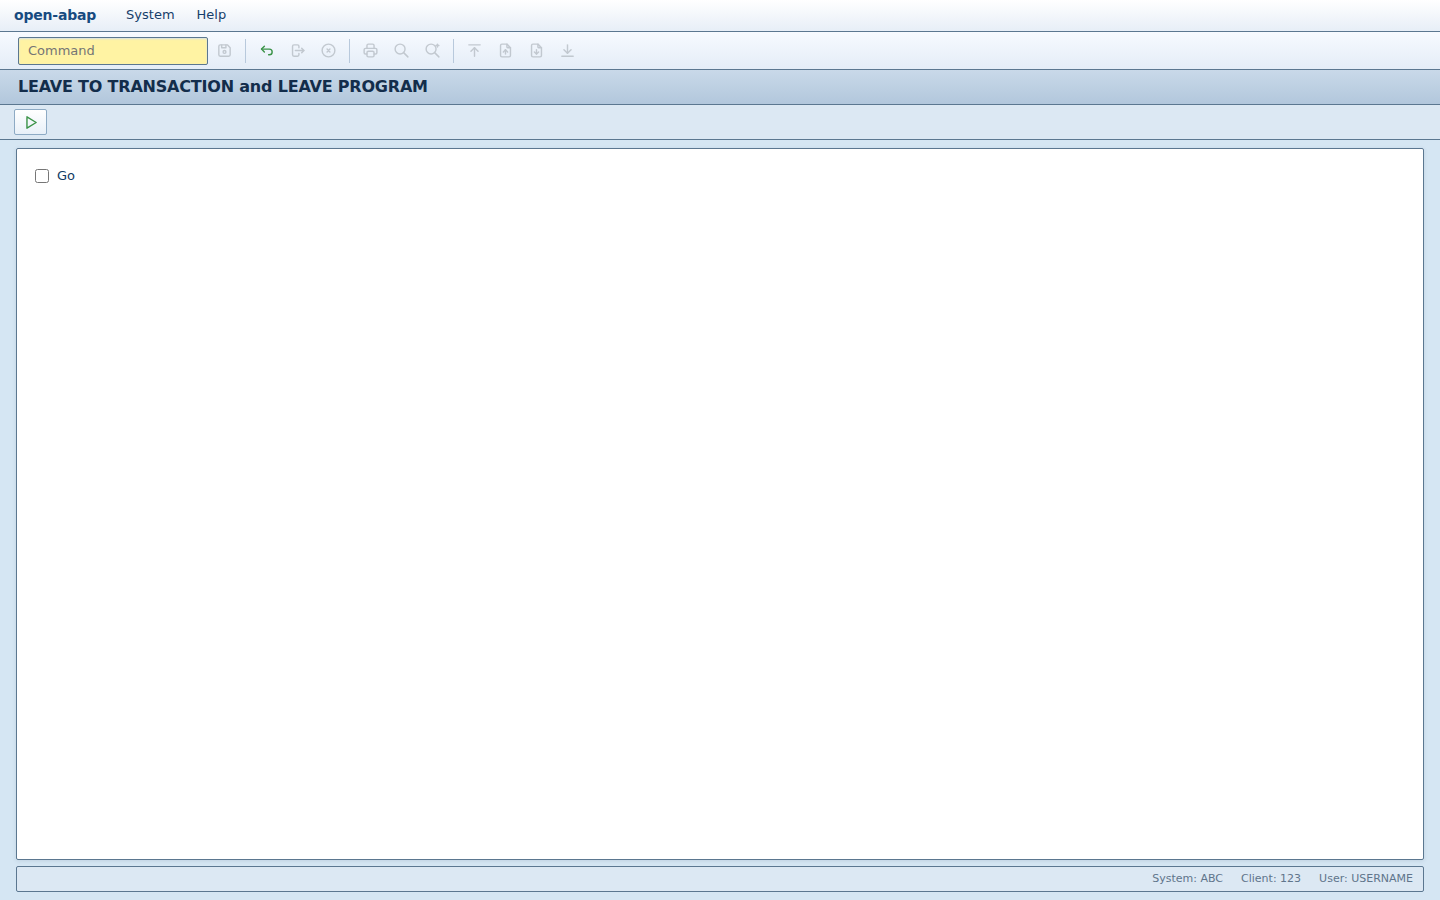 open-abap System Help
Command
LEAVE TO TRANSACTION and LEAVE PROGRAM
Go
System: ABC Client: 123 User: USERNAME